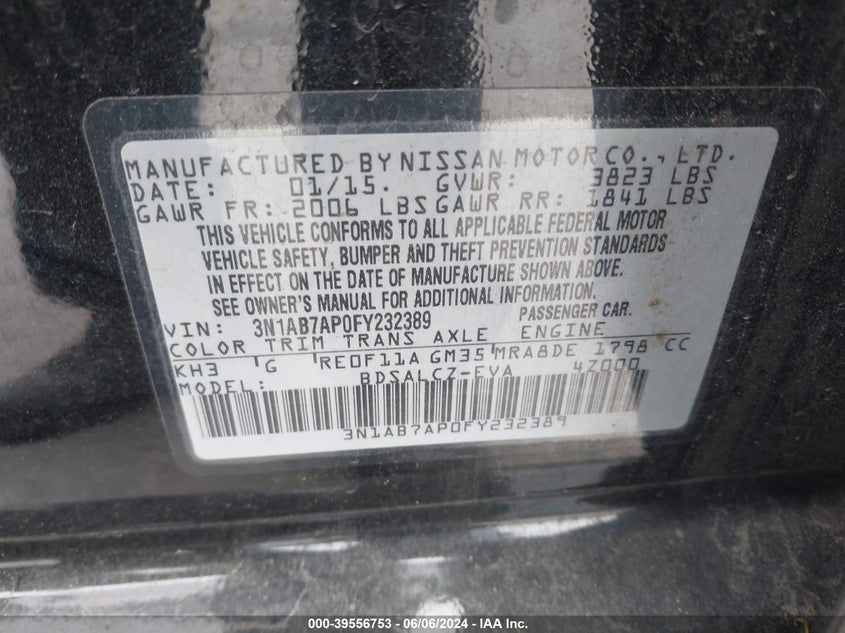 MANUFACTURED BY NISSAN MOTOR CO., LTD.
DATE: 01/15. GVWR: 3823 LBS
GAWR FR: 2006 LBS GAWR RR: 1841 LBS
THIS VEHICLE CONFORMS TO ALL APPLICABLE FEDERAL MOTOR
VEHICLE SAFETY, BUMPER AND THEFT PREVENTION STANDARDS
IN EFFECT ON THE DATE OF MANUFACTURE SHOWN ABOVE.
SEE OWNER'S MANUAL FOR ADDITIONAL INFORMATION.
VIN: 3N1AB7AP0FY232389 PASSENGER CAR.
COLOR TRIM TRANS AXLE ENGINE
KH3 G RE0F11A GM35 MRA8DE 1798 CC
MODEL: BDSALCZ-EVA 4Z000
3N1AB7AP0FY232389
000-39556753 - 06/06/2024 - IAA, Inc.